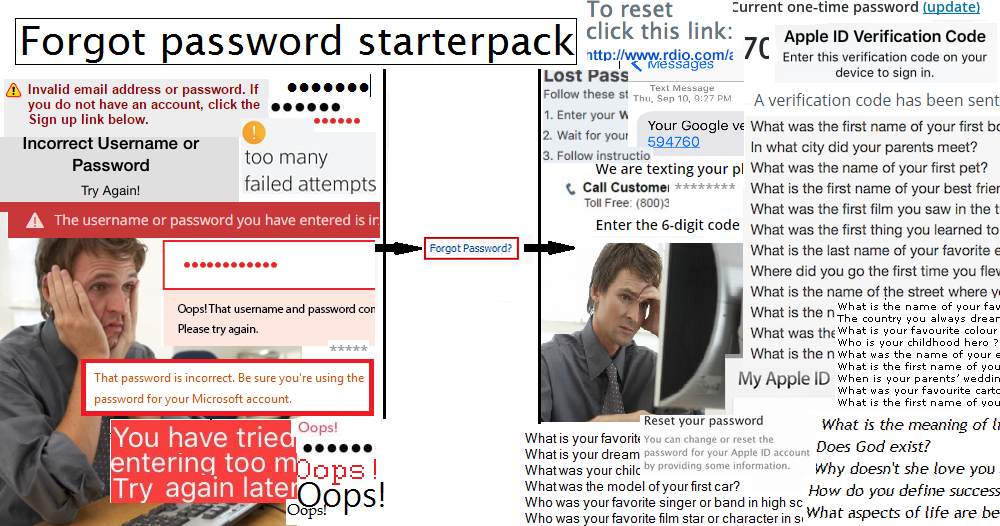 Forgot password starterpack
Invalid email address or password. If
you do not have an account, click the
Sign up link below.
Incorrect Username or
Password
Try Again!
too many
failed attempts
The username or password you have entered is in
Oops! That username and password com
Please try again.
*****
That password is incorrect. Be sure you're using the
password for your Microsoft account.
You have tried
entering too m
Try again later
Oops!
Oops!
Oops!
Oops!
Forgot Password?
To reset
click this link:
http://www.rdio.com/a
Messages
Lost Pass
Follow these st
1. Enter your W
2. Wait for your
3. Follow instructio
Text Message
Thu, Sep 10, 9:27 PM
Your Google ve
594760
We are texting your ph
Call Customer
********
Toll Free: (800)3
Enter the 6-digit code
Current one-time password (update)
70
Apple ID Verification Code
Enter this verification code on your
device to sign in.
A verification code has been sent
What was the first name of your first bo
In what city did your parents meet?
What was the name of your first pet?
What is the first name of your best frien
What was the first film you saw in the t
What was the first thing you learned to
What is the last name of your favorite e
Where did you go the first time you flew
What is the name of the street where yo
What is the n
What was the
What is the n
What is the name of your fav
The country you always dream
What is your favourite colour
Who is your childhood hero ?
What was the name of your e
What is the first name of you
When is your parents' weddin
What was your favourite carto
What is the first name of you
My Apple ID
Reset your password
You can change or reset the
password for your Apple ID account
by providing some information.
What is your favorite
What is your dream
What was your chilc
What was the model of your first car?
Who was your favorite singer or band in high sc
Who was your favorite film star or character in sc
What is the meaning of li
Does God exist?
Why doesn't she love you
How do you define success
What aspects of life are be